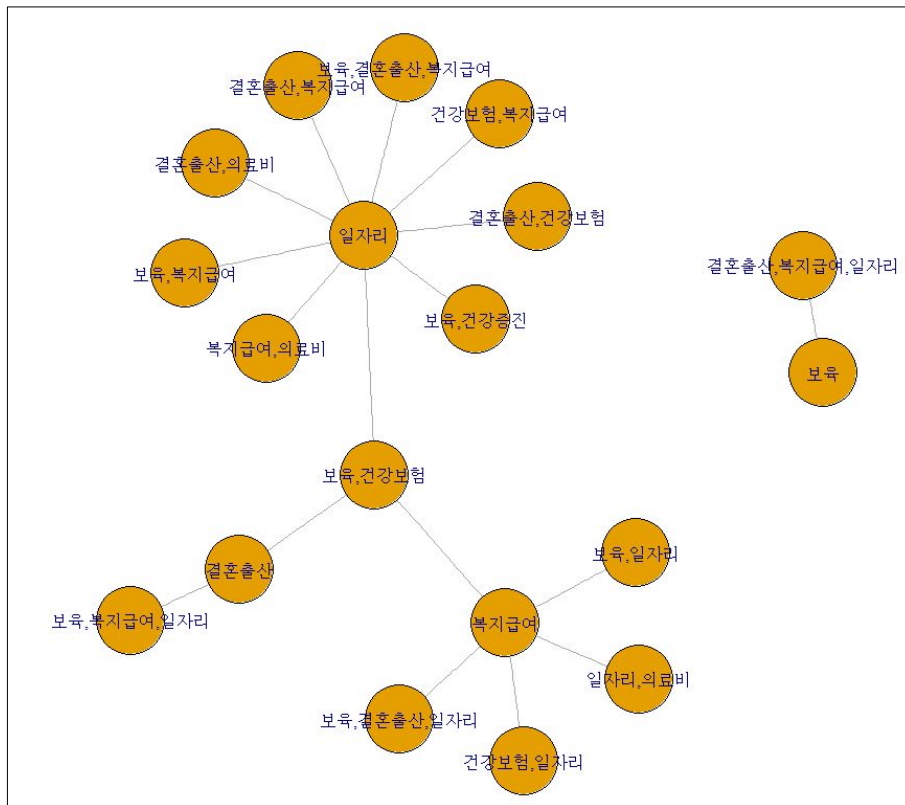 보육,결혼출산,복지급여
결혼출산,복지급여
건강보험,복지급여
결혼출산,의료비
결혼출산,건강보험
일자리
결혼출산,복지급여,일자리
보육,복지급여
보육,건강증진
복지급여,의료비
보육
보육,건강보험
보육,일자리
결혼출산
보육,복지급여,일자리
복지급여
일자리,의료비
보육,결혼출산,일자리
건강보험,일자리